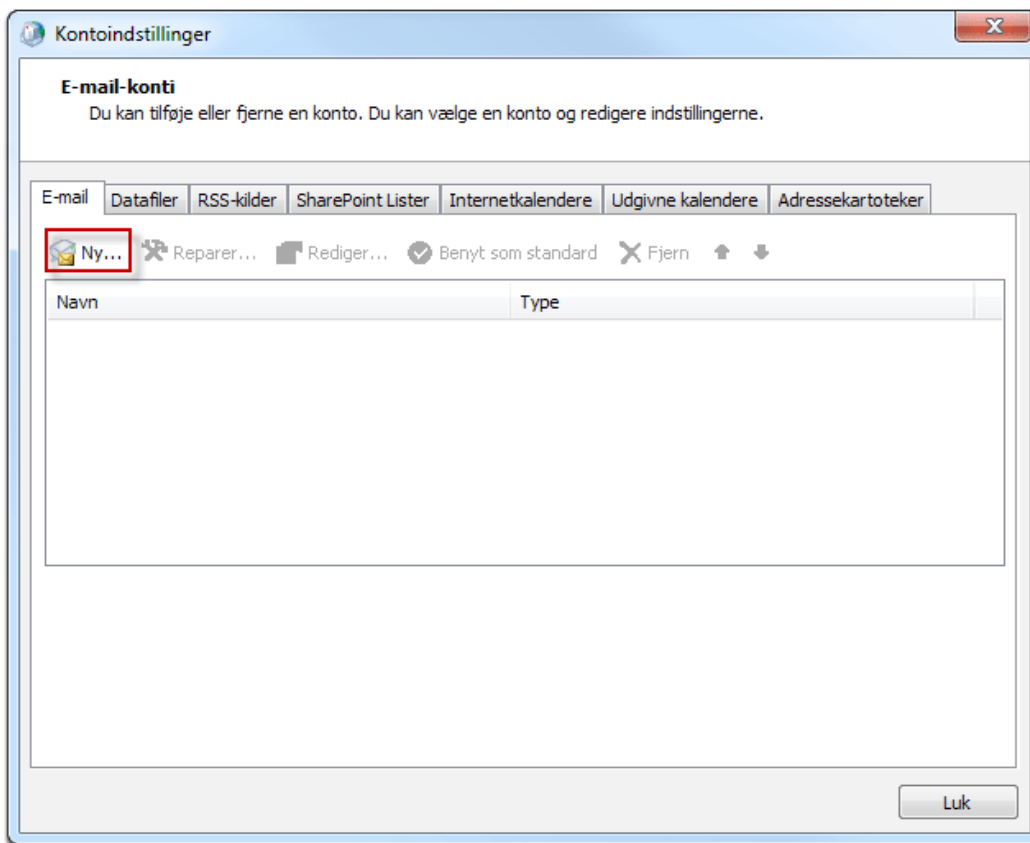 Kontoindstillinger
E-mail-konti
Du kan tilføje eller fjerne en konto. Du kan vælge en konto og redigere indstillingerne.
E-mail Datafiler RSS-kilder SharePoint Lister Internetkalendere Udgivne kalendere Adressekartoteker
Ny... Reparer... Rediger... Benyt som standard Fjern
Navn Type
Luk